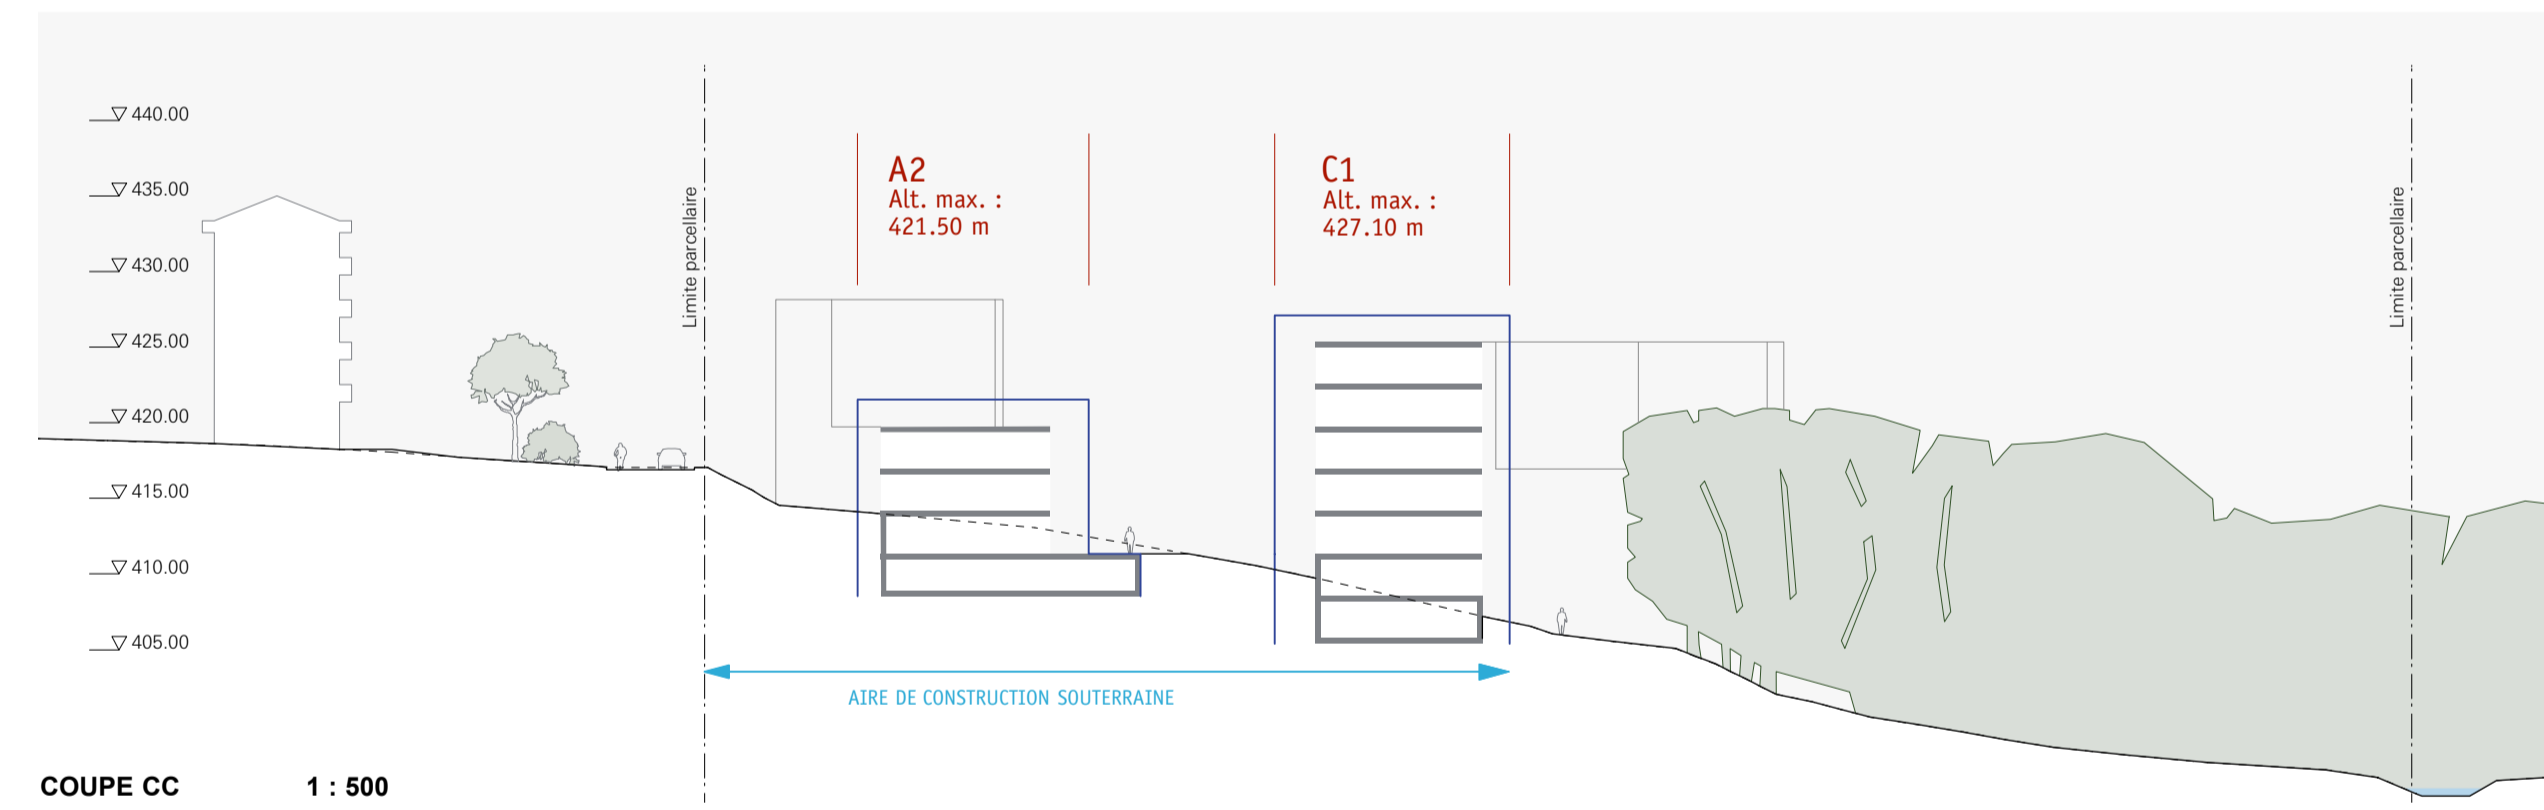 440.00
435.00
430.00
425.00
420.00
415.00
410.00
405.00
Limite parcellaire
A2
Alt. max. :
421.50 m
C1
Alt. max. :
427.10 m
Limite parcellaire
AIRE DE CONSTRUCTION SOUTERRAINE
COUPE CC 1 : 500